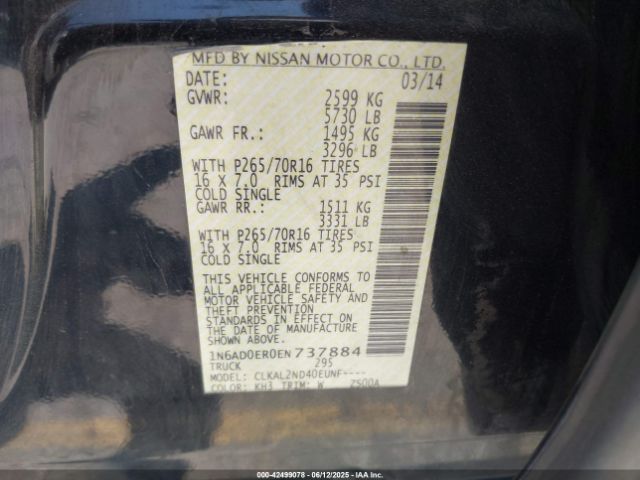 MFD BY NISSAN MOTOR CO., LTD.
DATE: 03/14
GVWR: 2599 KG
5730 LB
GAWR FR.: 1495 KG
3296 LB
WITH P265/70R16 TIRES
16 X 7.0 RIMS AT 35 PSI
COLD SINGLE
GAWR RR.: 1511 KG
3331 LB
WITH P265/70R16 TIRES
16 X 7.0 RIMS AT 35 PSI
COLD SINGLE
THIS VEHICLE CONFORMS TO
ALL APPLICABLE FEDERAL
MOTOR VEHICLE SAFETY AND
THEFT PREVENTION
STANDARDS IN EFFECT ON
THE DATE OF MANUFACTURE
SHOWN ABOVE.
1N6AD0ER0EN737884
TRUCK 295
MODEL: CLKAL2ND40EUNF----
COLOR: KH3 TRIM: W Z500A
000-42499078 - 06/12/2025 - IAAI.COM